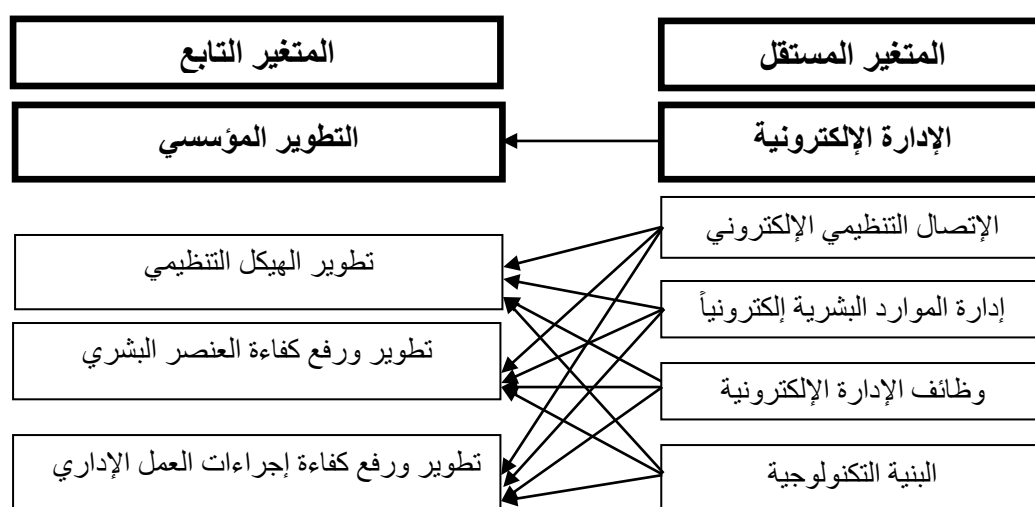 المتغير المستقل
المتغير التابع
الإدارة الإلكترونية
التطوير المؤسسي
الإتصال التنظيمي الإلكتروني
تطوير الهيكل التنظيمي
إدارة الموارد البشرية إلكترونياً
تطوير ورفع كفاءة العنصر البشري
وظائف الإدارة الإلكترونية
تطوير ورفع كفاءة إجراءات العمل الإداري
البنية التكنولوجية